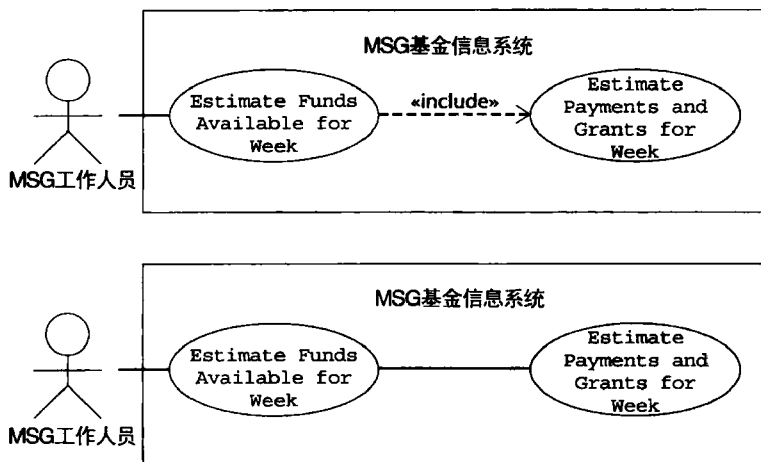 MSG基金信息系统
Estimate Funds
Available for
Week
«include»
Estimate
Payments and
Grants for
Week
MSG工作人员
MSG基金信息系统
Estimate Funds
Available for
Week
Estimate
Payments and
Grants for
Week
MSG工作人员